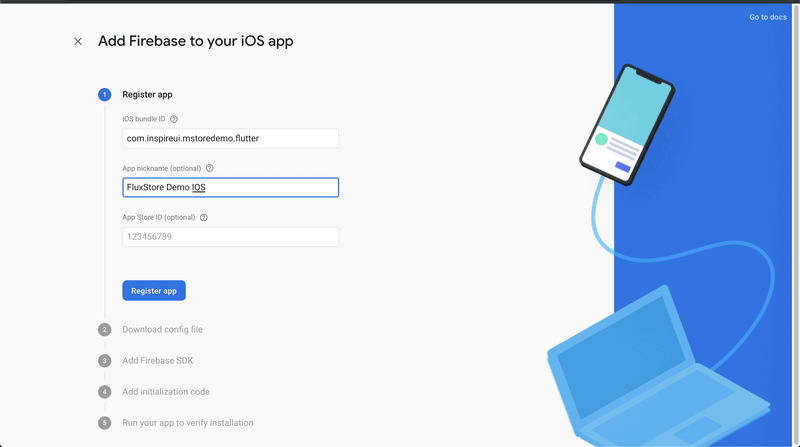 Go to docs
Add Firebase to your iOS app
1 Register app
iOS bundle ID
com.inspireui.mstoredemo.flutter
App nickname (optional)
FluxStore Demo IOS
App Store ID (optional)
123456789
Register app
2 Download config file
3 Add Firebase SDK
4 Add initialization code
5 Run your app to verify installation